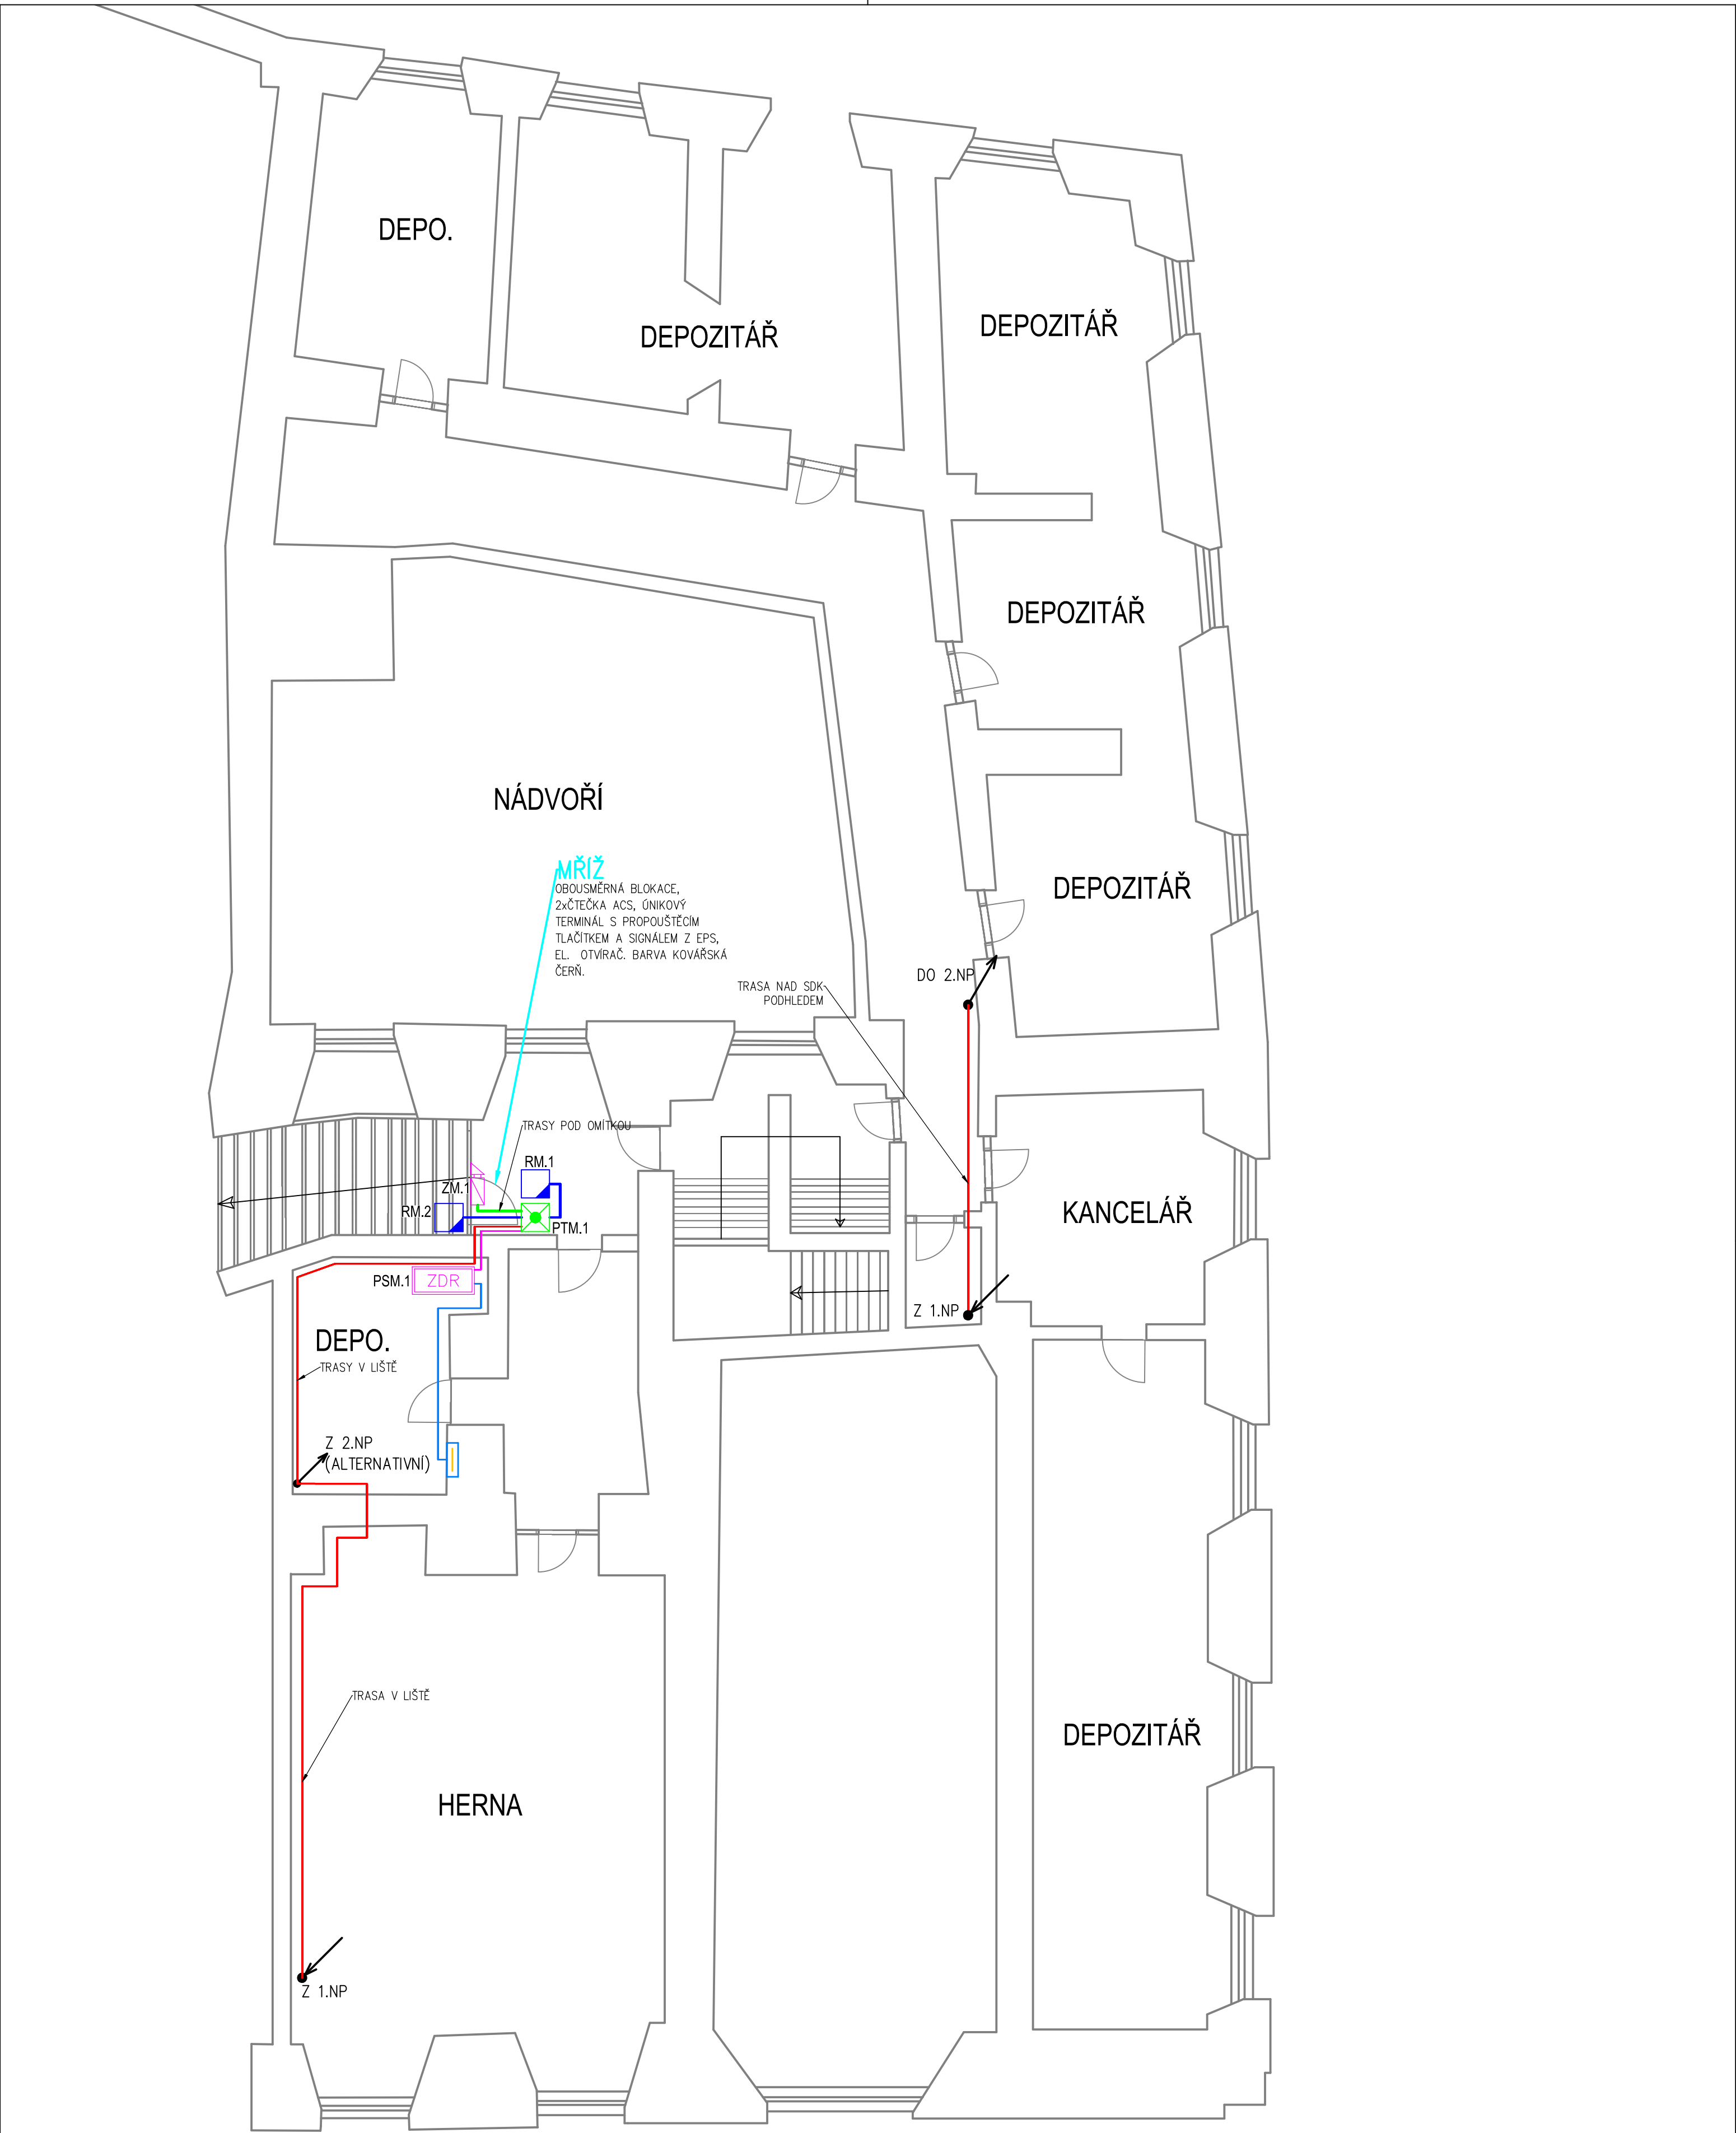 DEPO.
DEPOZITÁŘ
DEPOZITÁŘ
DEPOZITÁŘ
NÁDVOŘÍ
MŘÍŽ
OBOUSMĚRNÁ BLOKACE,
2xČTEČKA ACS, ÚNIKOVÝ
TERMINÁL S PROPOUŠTĚCÍM
TLAČÍTKEM A SIGNÁLEM Z EPS,
EL. OTVÍRAČ. BARVA KOVÁŘSKÁ
ČERŇ.
DEPOZITÁŘ
DO 2.NP
TRASA NAD SDK
PODHLEDEM
TRASY POD OMÍTKOU
RM.1
ZM.1
RM.2
PTM.1
KANCELÁŘ
PSM.1
ZDR
Z 1.NP
DEPO.
TRASY V LIŠTĚ
Z 2.NP
(ALTERNATIVNÍ)
TRASA V LIŠTĚ
DEPOZITÁŘ
HERNA
Z 1.NP